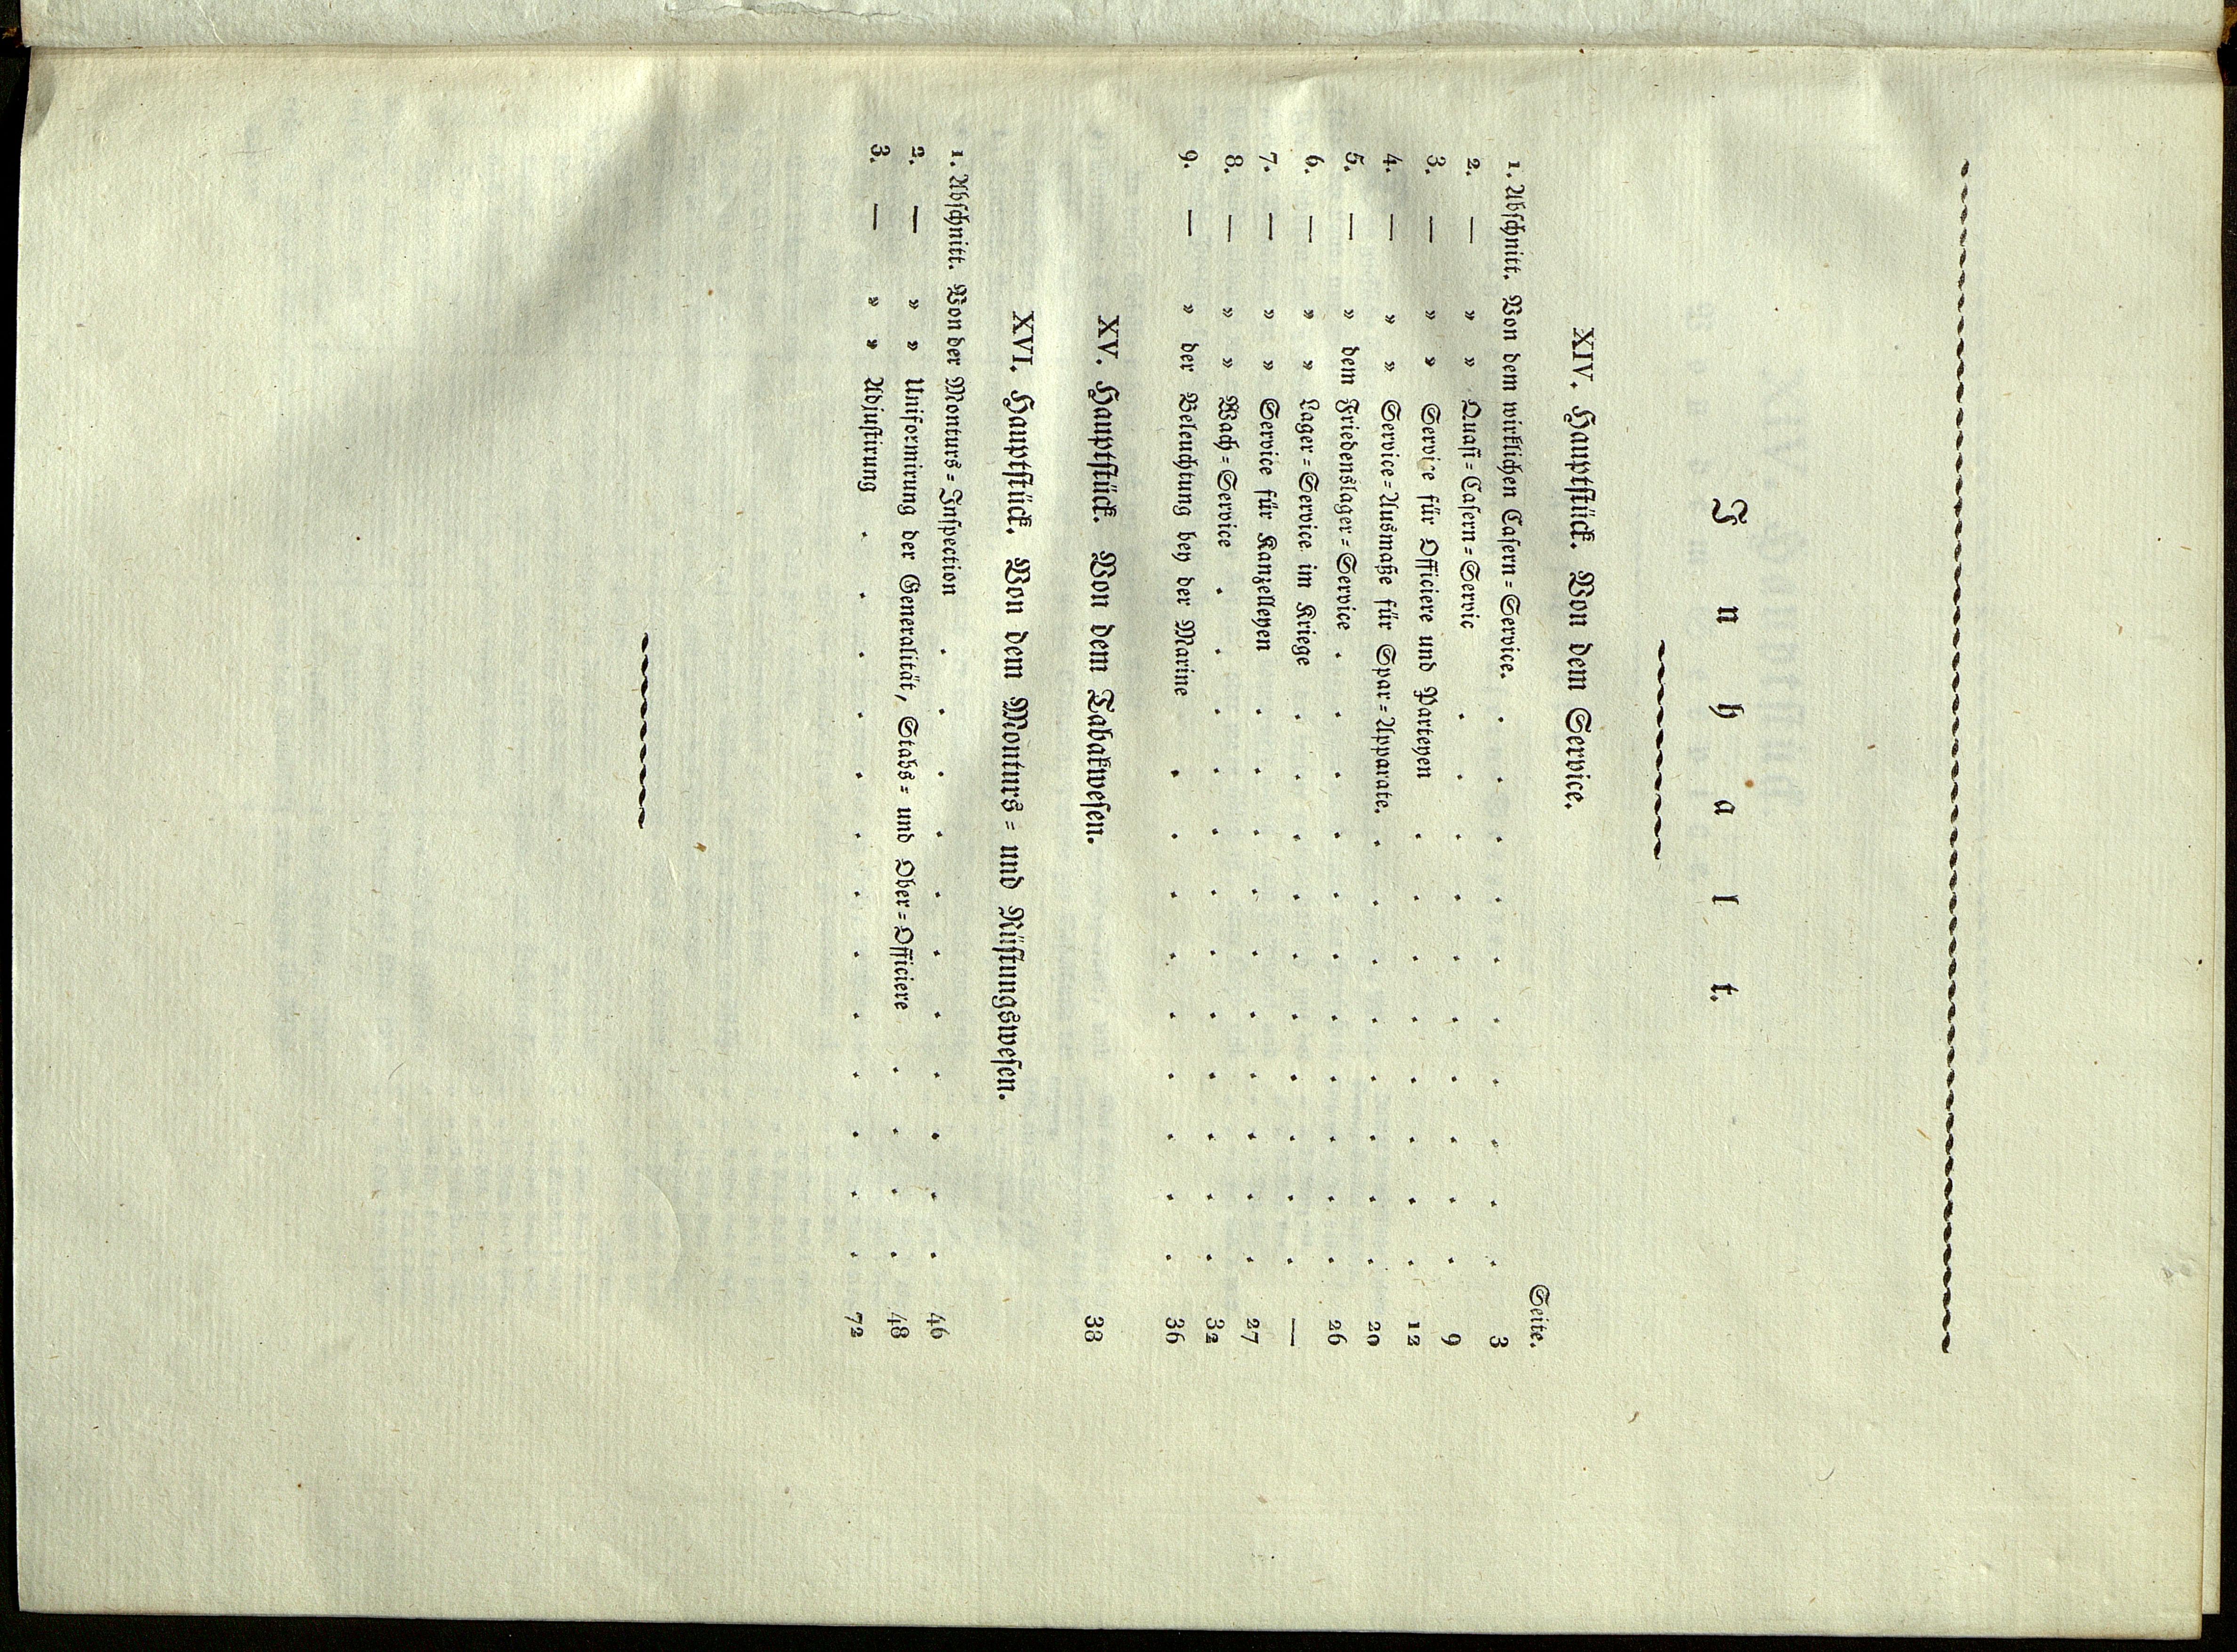 Inhalt.
XIV. Hauptstück. Von dem Service.
Seite.
1. Abschnitt. Von dem wirklichen Casern=Service. . . . . . . . . . . 3
2. — » » Quasi=Casern=Servic . . . . . . . . . . 9
3. — » » Service für Officiere und Parteyen . . . . . . . . 12
4. — » » Service=Ausmaße für Spar=Apparate. . . . . . . . . 20
5. — » dem Friedenslager=Service . . . . . . . . . . . 26
6. — » » Lager=Service im Kriege . . . . . . . . . . —
7. — » » Service für Kanzelleyen . . . . . . . . . . 27
8. — » » Wach=Service . . . . . . . . . . . . 32
9. — » der Beleuchtung bey der Marine . . . . . . . . . 36
XV. Hauptstück. Von dem Tabakwesen. 38
XVI. Hauptstück. Von dem Monturs= und Rüstungswesen.
1. Abschnitt. Von der Monturs=Inspection . . . . . . . . . . . 46
2. — » » Uniformirung der Generalität, Stabs= und Ober=Officiere . . . . 48
3. — » » Adjustirung . . . . . . . . . . . . . 72